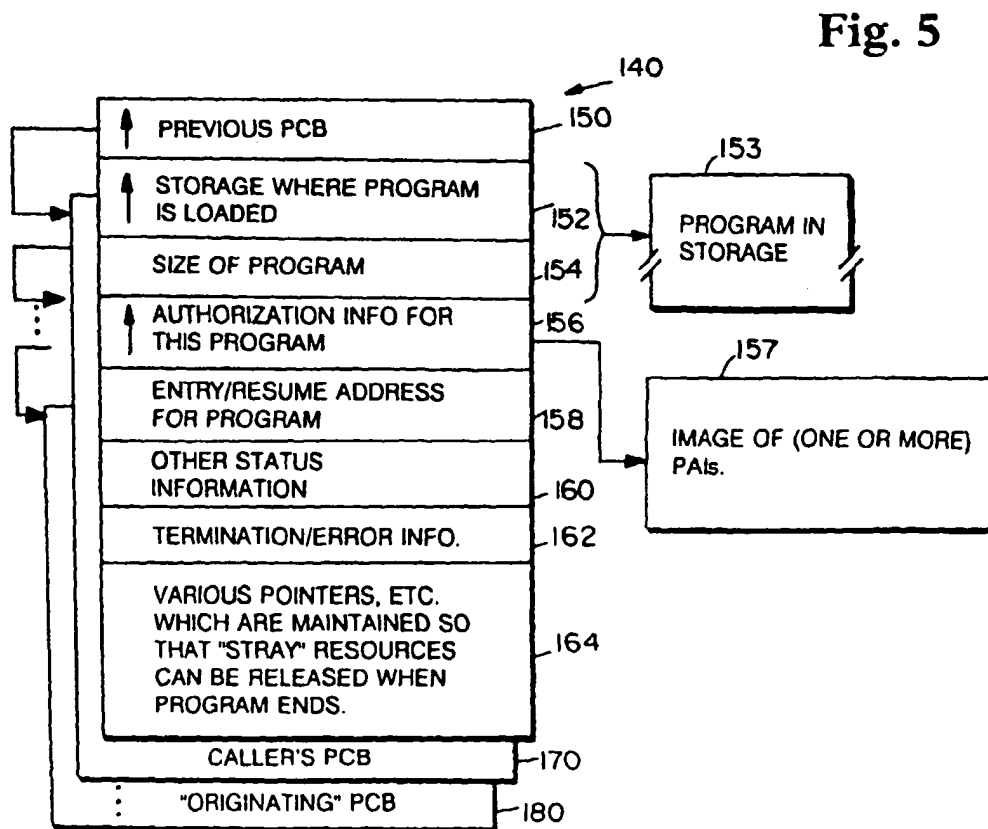 Fig. 5
140
PREVIOUS PCB
150
STORAGE WHERE PROGRAM
IS LOADED
152
SIZE OF PROGRAM
154
AUTHORIZATION INFO FOR
THIS PROGRAM
156
ENTRY/RESUME ADDRESS
FOR PROGRAM
158
OTHER STATUS
INFORMATION
160
TERMINATION/ERROR INFO.
162
VARIOUS POINTERS, ETC.
WHICH ARE MAINTAINED SO
THAT "STRAY" RESOURCES
CAN BE RELEASED WHEN
PROGRAM ENDS.
164
CALLER'S PCB
170
"ORIGINATING" PCB
180
153
PROGRAM IN
STORAGE
157
IMAGE OF (ONE OR MORE)
PAIs.